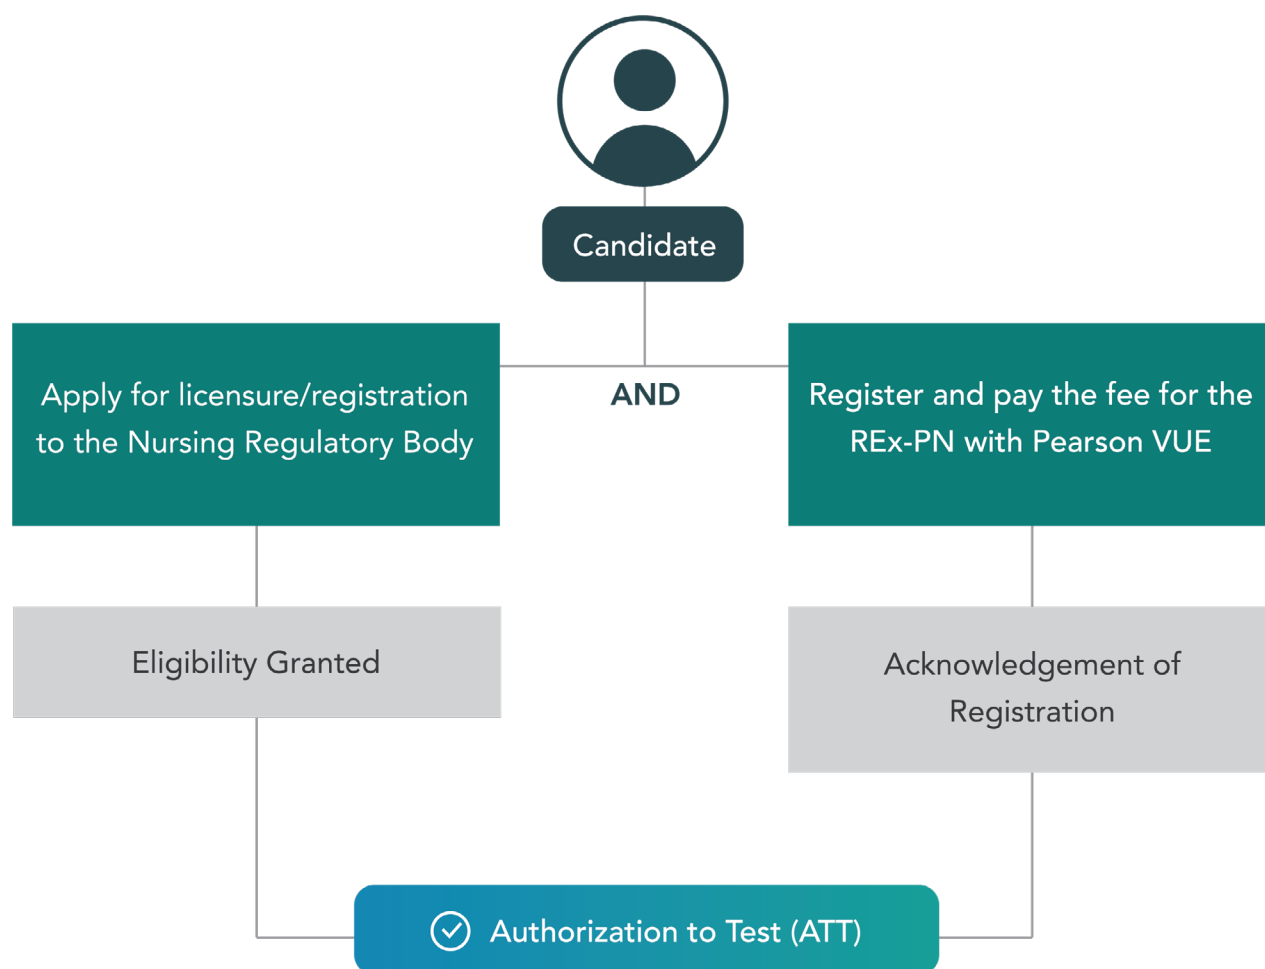 Candidate
Apply for licensure/registration
to the Nursing Regulatory Body
AND
Register and pay the fee for the
REx-PN with Pearson VUE
Eligibility Granted
Acknowledgement of
Registration
Authorization to Test (ATT)